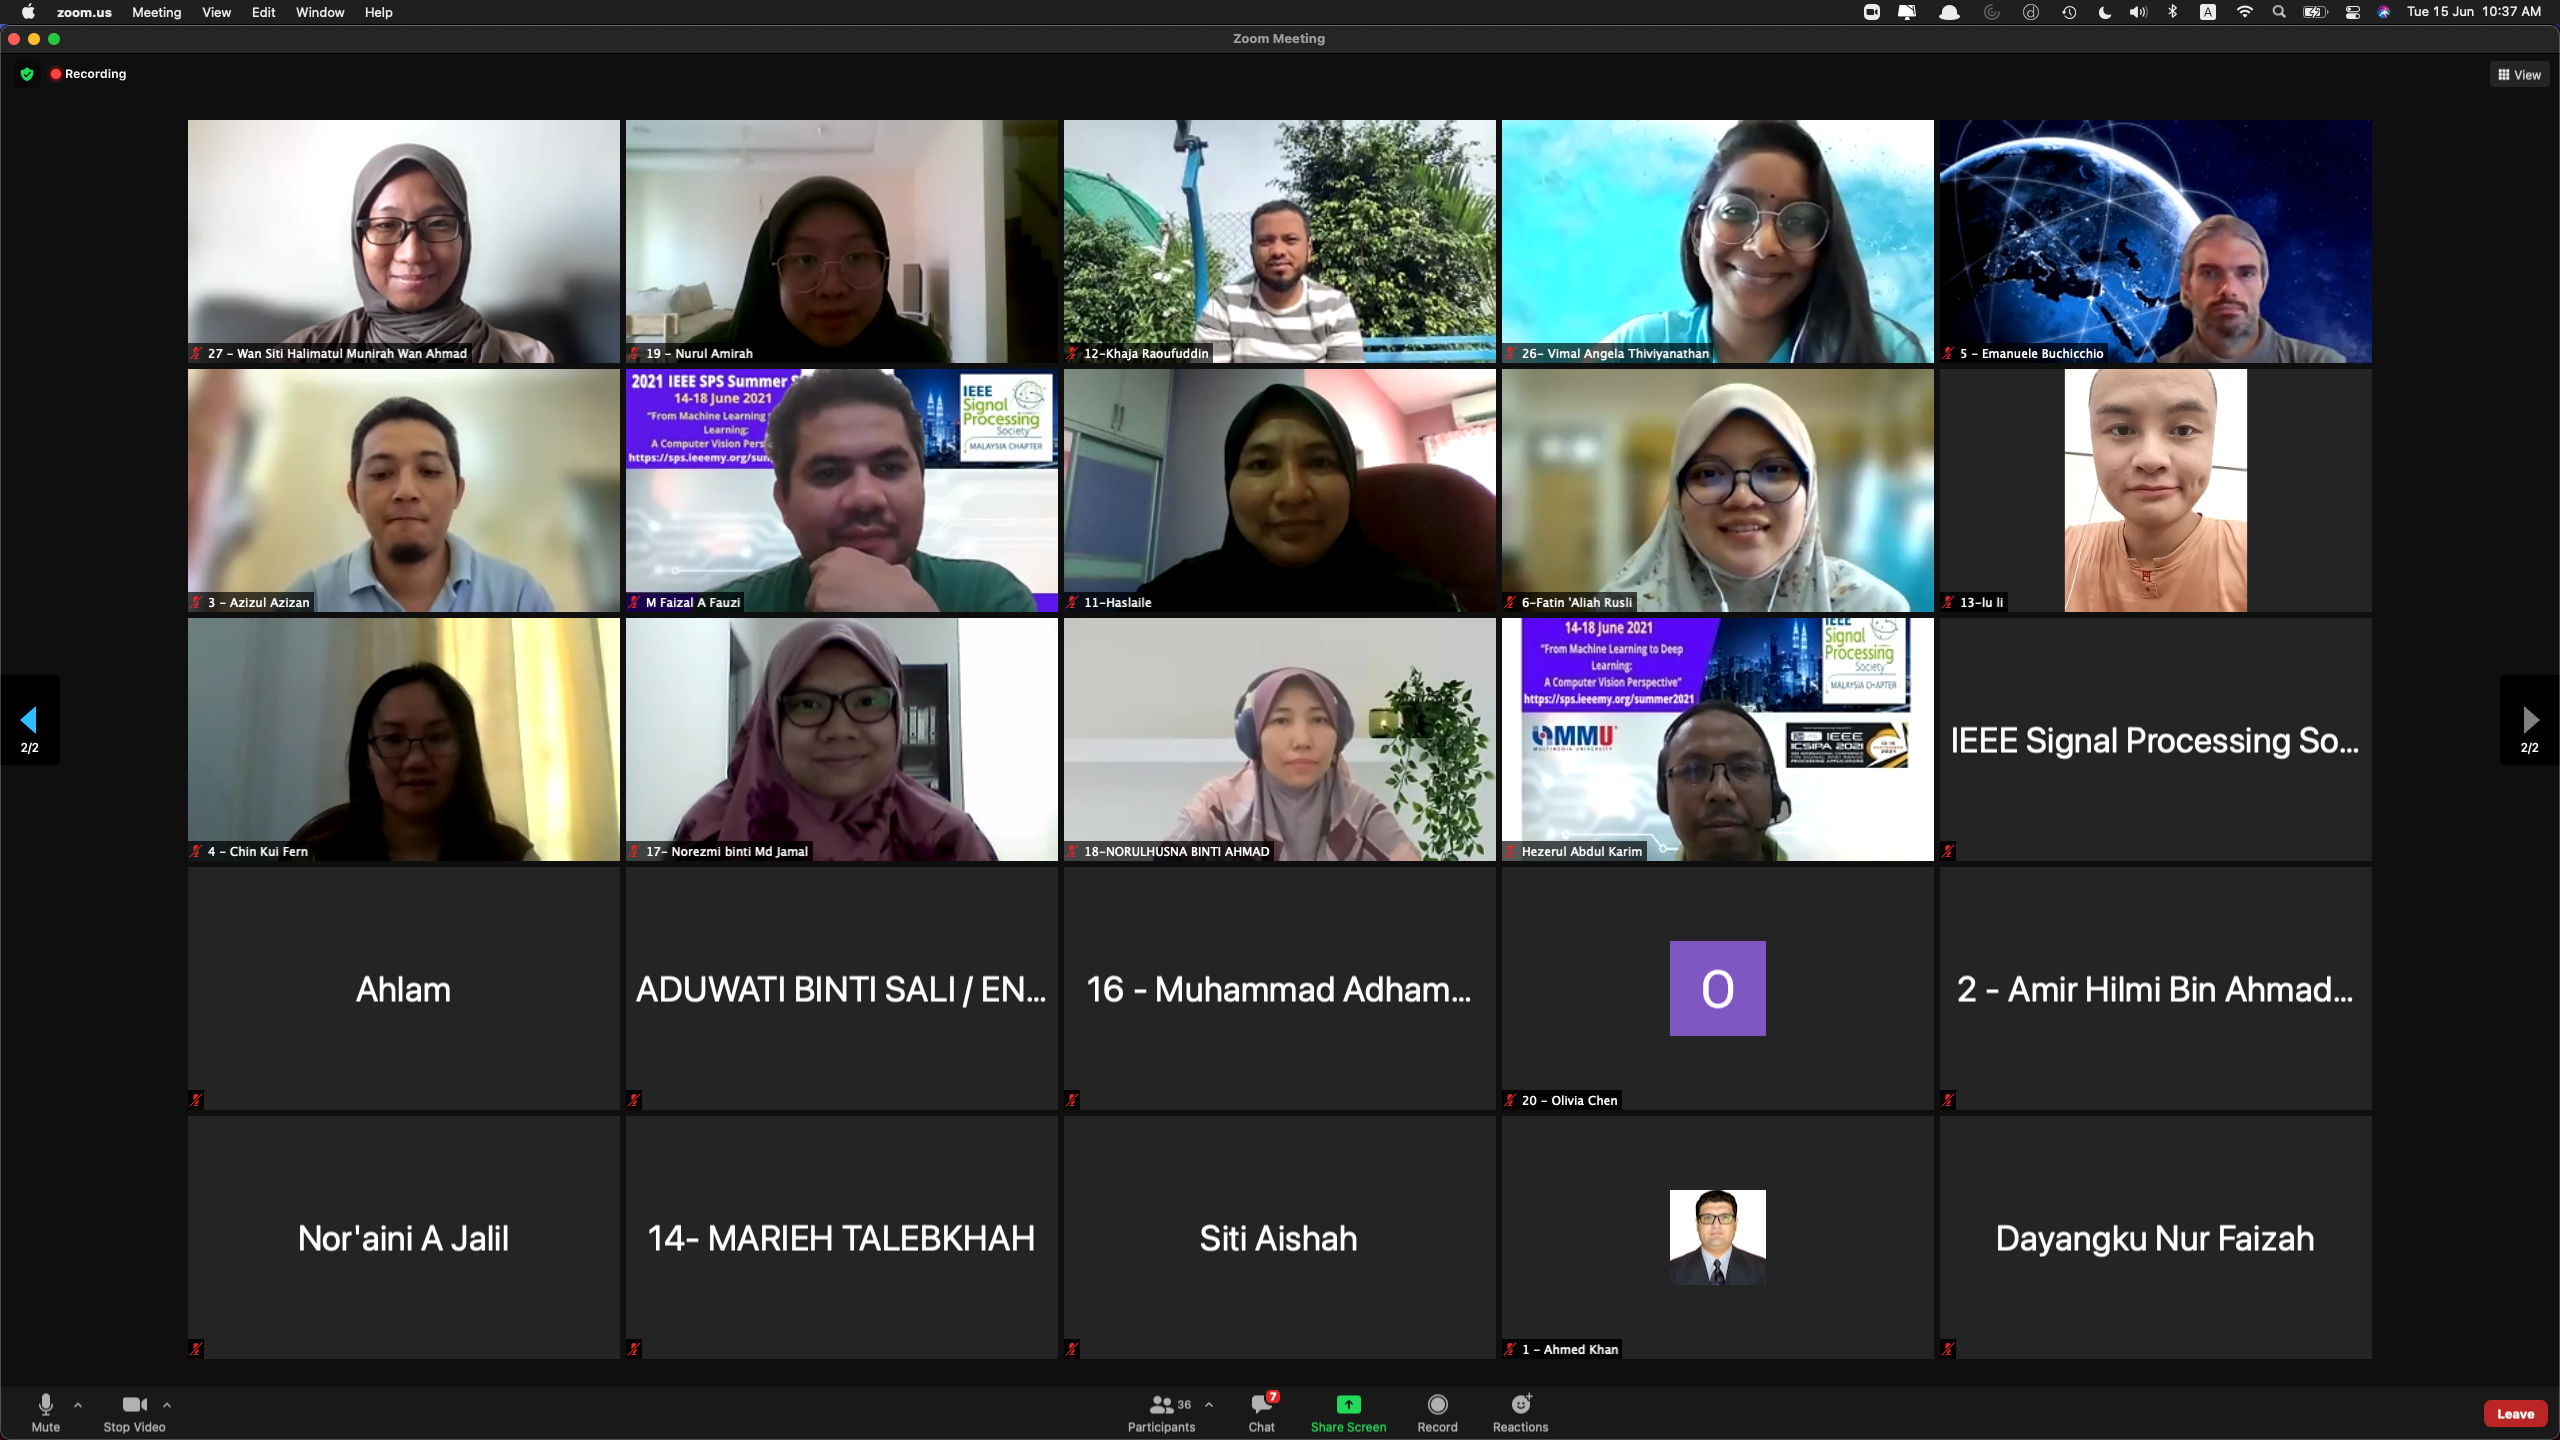 zoom.us Meeting View Edit Window Help
A
Tue 15 Jun 10:37 AM
Zoom Meeting
Recording
View
27 - Wan Siti Halimatul Munirah Wan Ahmad
19 - Nurul Amirah
12-Khaja Raoufuddin
26- Vimal Angela Thiviyanathan
5 - Emanuele Buchicchio
2021 IEEE SPS Summer S
14-18 June 2021
"From Machine Learning
Learning:
A Computer Vision Pers
https://sps.ieeemy.org/sum
IEEE
Signal
Processing
Society
MALAYSIA CHAPTER
3 - Azizul Azizan
M Faizal A Fauzi
11-Haslaile
6-Fatin 'Aliah Rusli
13-lu li
14-18 June 2021
"From Machine Learning to Deep
Learning:
A Computer Vision Perspective"
https://sps.ieeemy.org/summer2021
IEEE
Signal
Processing
Society
MALAYSIA CHAPTER
MMU
MULTIMEDIA UNIVERSITY
IEEE
ICSIPA 2021
4 - Chin Kui Fern
17- Norezmi binti Md Jamal
18-NORULHUSNA BINTI AHMAD
Hezerul Abdul Karim
IEEE Signal Processing So...
2/2
2/2
Ahlam
ADUWATI BINTI SALI / EN...
16 - Muhammad Adham...
O
20 - Olivia Chen
2 - Amir Hilmi Bin Ahmad...
Nor'aini A Jalil
14- MARIEH TALEBKHAH
Siti Aishah
1 - Ahmed Khan
Dayangku Nur Faizah
Mute
Stop Video
36
Participants
7
Chat
Share Screen
Record
Reactions
Leave